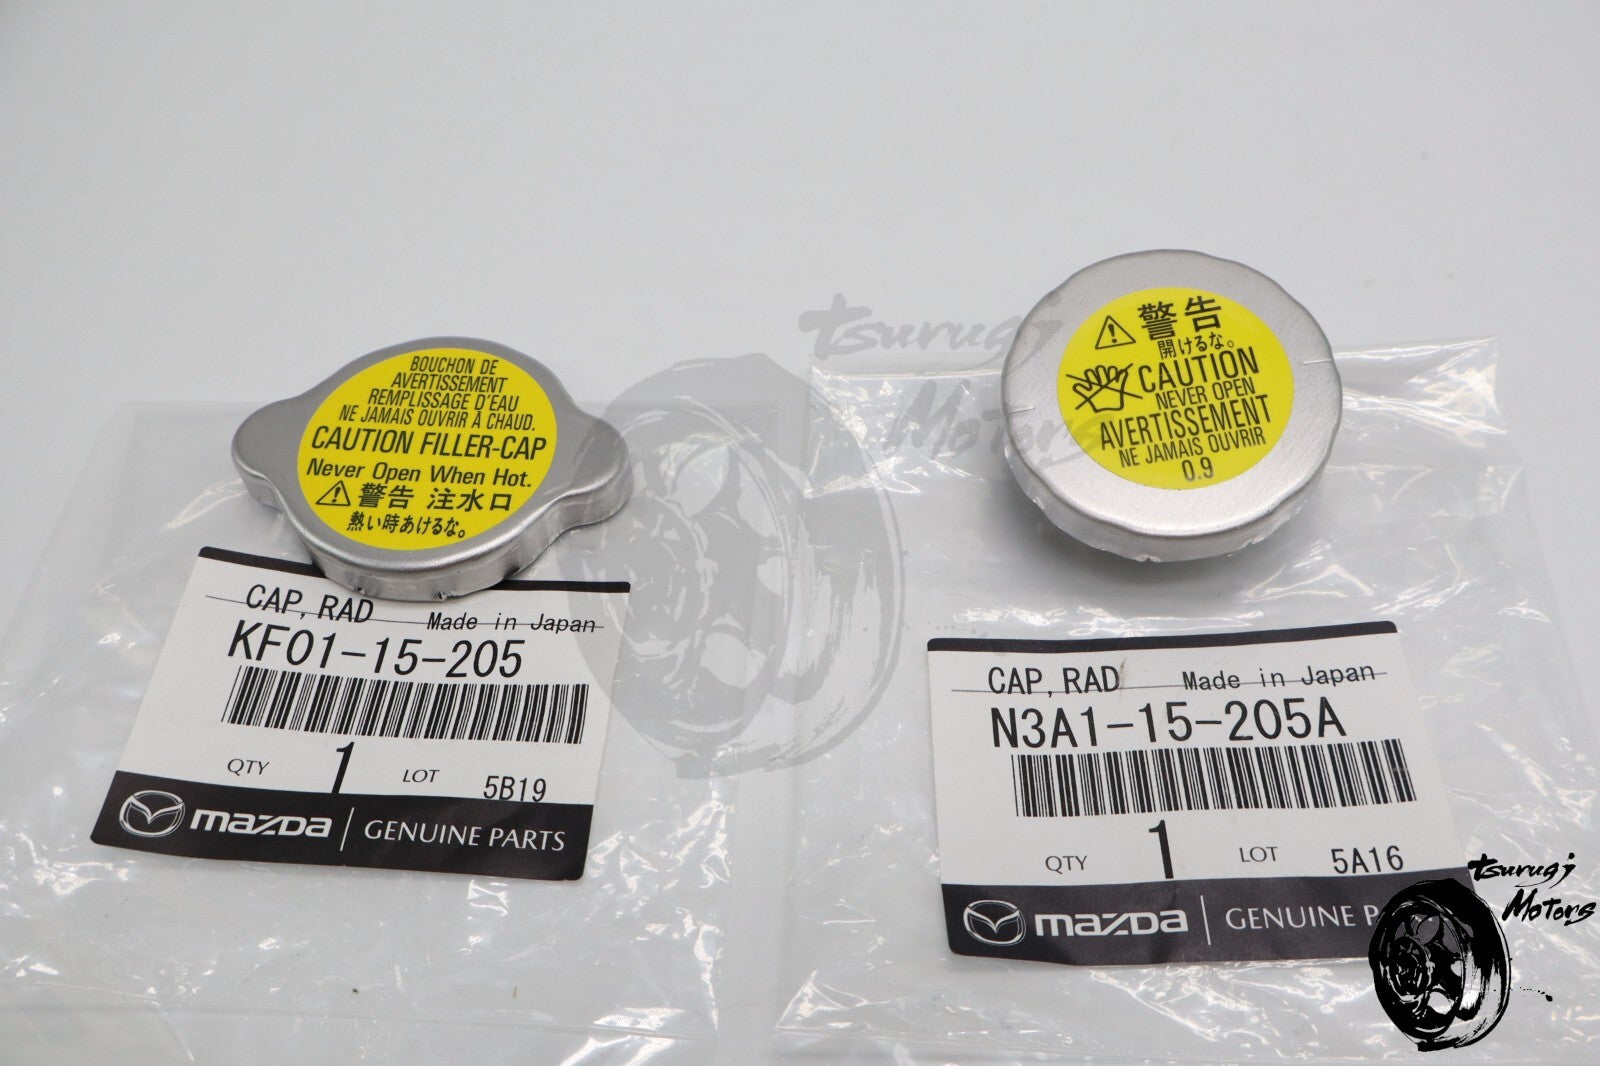 BOUCHON DE
AVERTISSEMENT
REMPLISSAGE D'EAU
NE JAMAIS OUVRIR À CHAUD.
CAUTION FILLER-CAP
Never Open When Hot.
警告 注水口
熱い時あけるな。
CAP, RAD Made in Japan
KF01-15-205
QTY 1 LOT 5B19
mazda GENUINE PARTS
警告
開けるな。
CAUTION
NEVER OPEN
AVERTISSEMENT
NE JAMAIS OUVRIR
0.9
CAP, RAD Made in Japan
N3A1-15-205A
QTY 1 LOT 5A16
mazda GENUINE P
Tsurugi
Motors
Tsurugi
Motors